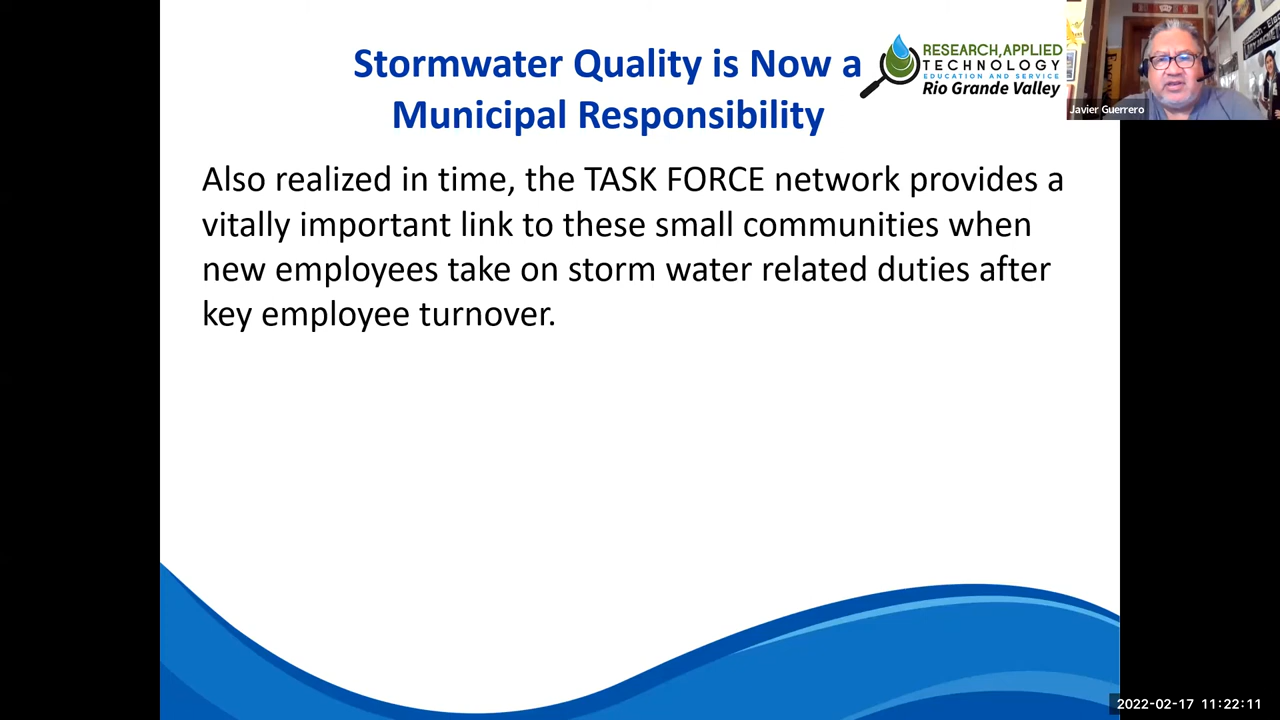 Stormwater Quality is Now a
Municipal Responsibility
RESEARCH, APPLIED
TECHNOLOGY
EDUCATION AND SERVICE
Rio Grande Valley
Javier Guerrero
Also realized in time, the TASK FORCE network provides a
vitally important link to these small communities when
new employees take on storm water related duties after
key employee turnover.
2022-02-17 11:22:11